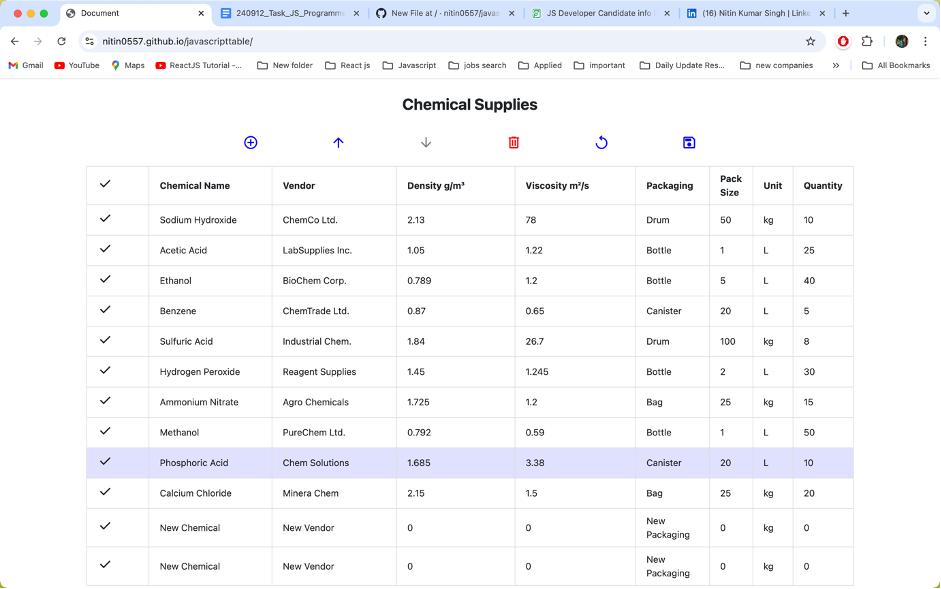 Document
240912_Task_JS_Programme
New File at / · nitin0557/javas
JS Developer Candidate info
(16) Nitin Kumar Singh | Linke
nitin0557.github.io/javascripttable/
Gmail
YouTube
Maps
ReactJS Tutorial -...
New folder
React js
Javascript
jobs search
Applied
important
Daily Update Res...
new companies
»
All Bookmarks
Chemical Supplies
Chemical Name Vendor Density g/m³ Viscosity m²/s Packaging Pack Size Unit Quantity
Sodium Hydroxide ChemCo Ltd. 2.13 78 Drum 50 kg 10
Acetic Acid LabSupplies Inc. 1.05 1.22 Bottle 1 L 25
Ethanol BioChem Corp. 0.789 1.2 Bottle 5 L 40
Benzene ChemTrade Ltd. 0.87 0.65 Canister 20 L 5
Sulfuric Acid Industrial Chem. 1.84 26.7 Drum 100 kg 8
Hydrogen Peroxide Reagent Supplies 1.45 1.245 Bottle 2 L 30
Ammonium Nitrate Agro Chemicals 1.725 1.2 Bag 25 kg 15
Methanol PureChem Ltd. 0.792 0.59 Bottle 1 L 50
Phosphoric Acid Chem Solutions 1.685 3.38 Canister 20 L 10
Calcium Chloride Minera Chem 2.15 1.5 Bag 25 kg 20
New Chemical New Vendor 0 0 New Packaging 0 kg 0
New Chemical New Vendor 0 0 New Packaging 0 kg 0